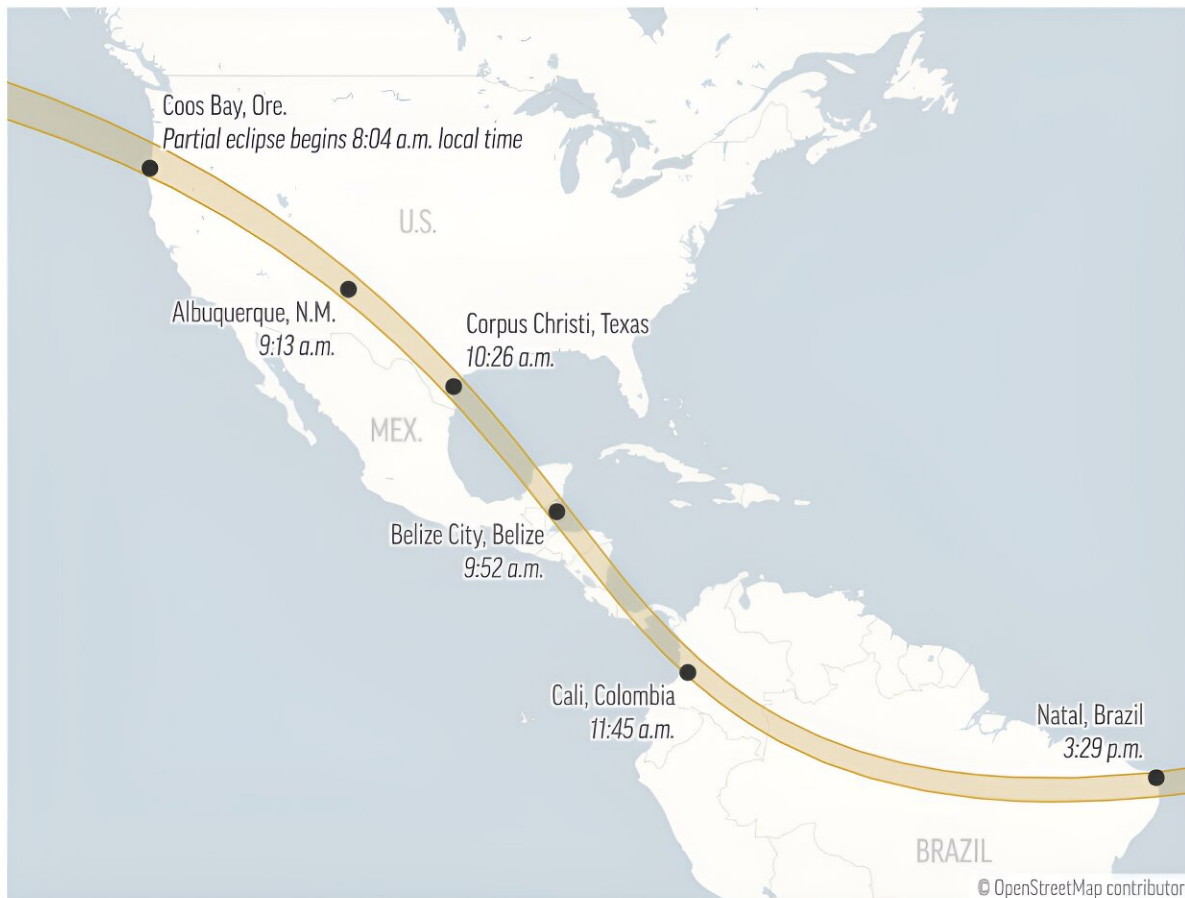 Coos Bay, Ore.
Partial eclipse begins 8:04 a.m. local time
U.S.
Albuquerque, N.M.
9:13 a.m.
Corpus Christi, Texas
10:26 a.m.
MEX.
Belize City, Belize
9:52 a.m.
Cali, Colombia
11:45 a.m.
Natal, Brazil
3:29 p.m.
BRAZIL
© OpenStreetMap contributor